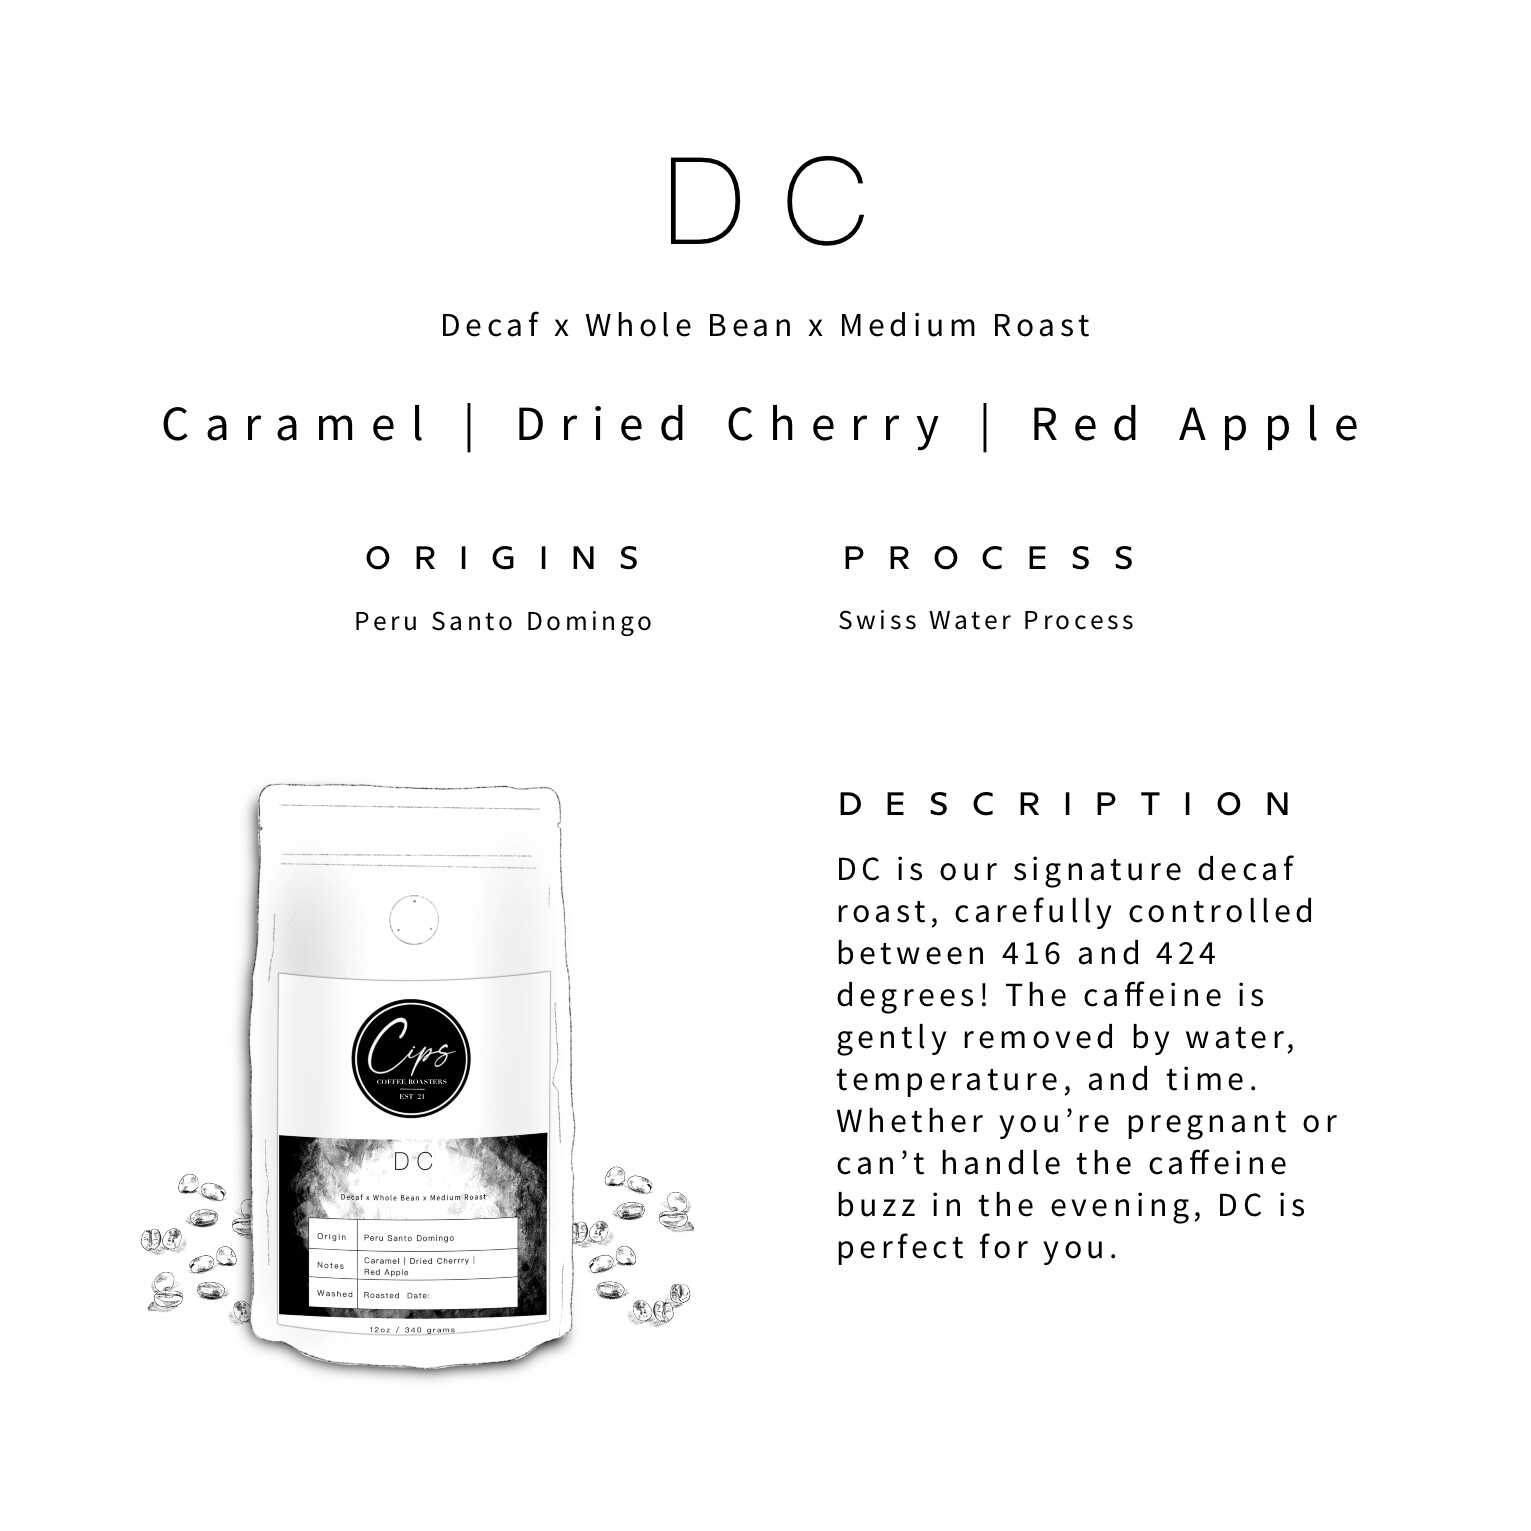 DC
Decaf x Whole Bean x Medium Roast
Caramel | Dried Cherry | Red Apple
ORIGINS
Peru Santo Domingo
PROCESS
Swiss Water Process
DESCRIPTION
DC is our signature decaf
roast, carefully controlled
between 416 and 424
degrees! The caffeine is
gently removed by water,
temperature, and time.
Whether you’re pregnant or
can’t handle the caffeine
buzz in the evening, DC is
perfect for you.
Cips
COFFEE ROASTERS
EST 21
DC
Decaf x Whole Bean x Medium Roast
Origin Peru Santo Domingo
Notes Caramel | Dried Cherrry |
Red Apple
Washed Roasted Date:
12oz / 340 grams